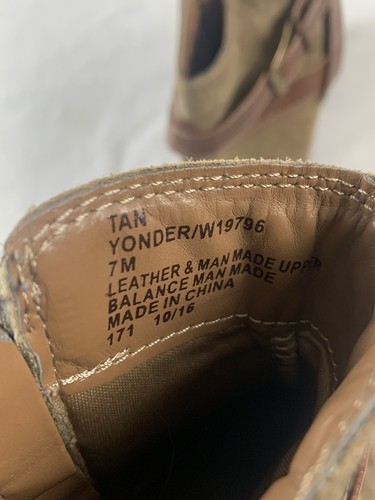 TAN
YONDER/W19796
7M
LEATHER & MAN MADE UPPER
BALANCE MAN MADE
MADE IN CHINA
171 10/16